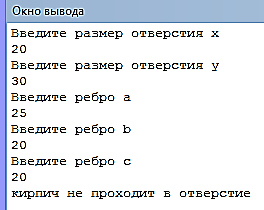 Окно вывода
Введите размер отверстия x
20
Введите размер отверстия y
30
Введите ребро a
25
Введите ребро b
20
Введите ребро c
20
кирпич не проходит в отверстие